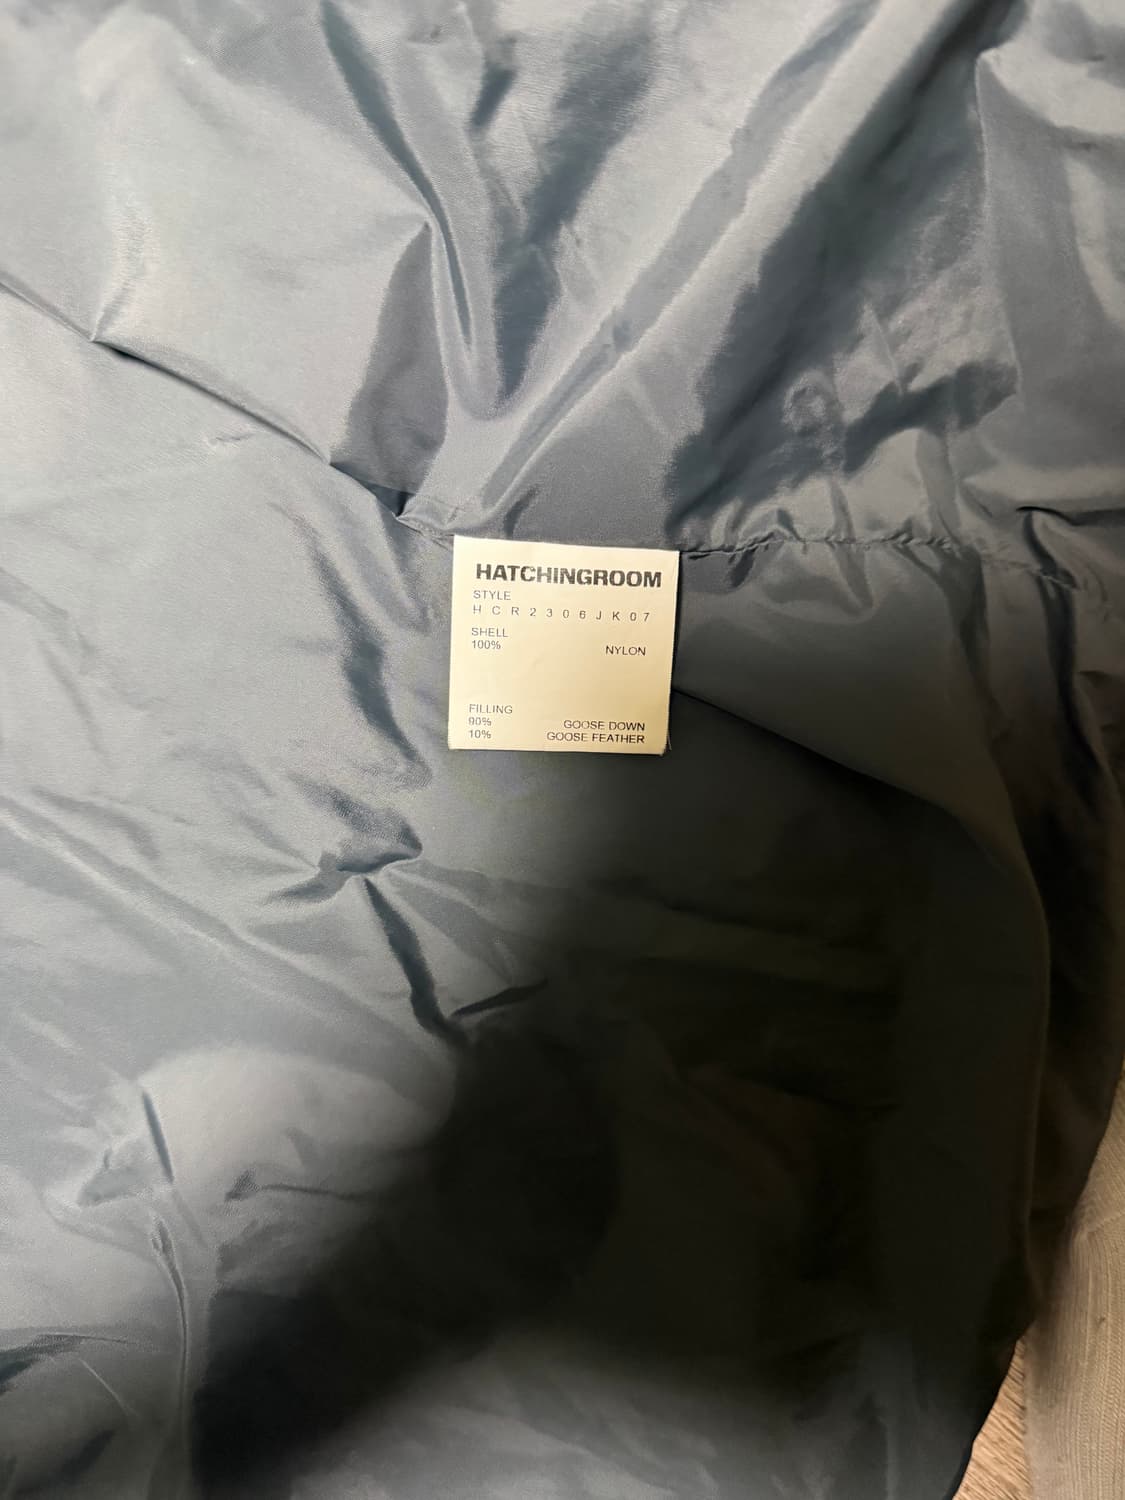 HATCHINGROOM
STYLE
H C R 2 3 0 6 J K 0 7
SHELL
100% NYLON
FILLING
90% GOOSE DOWN
10% GOOSE FEATHER